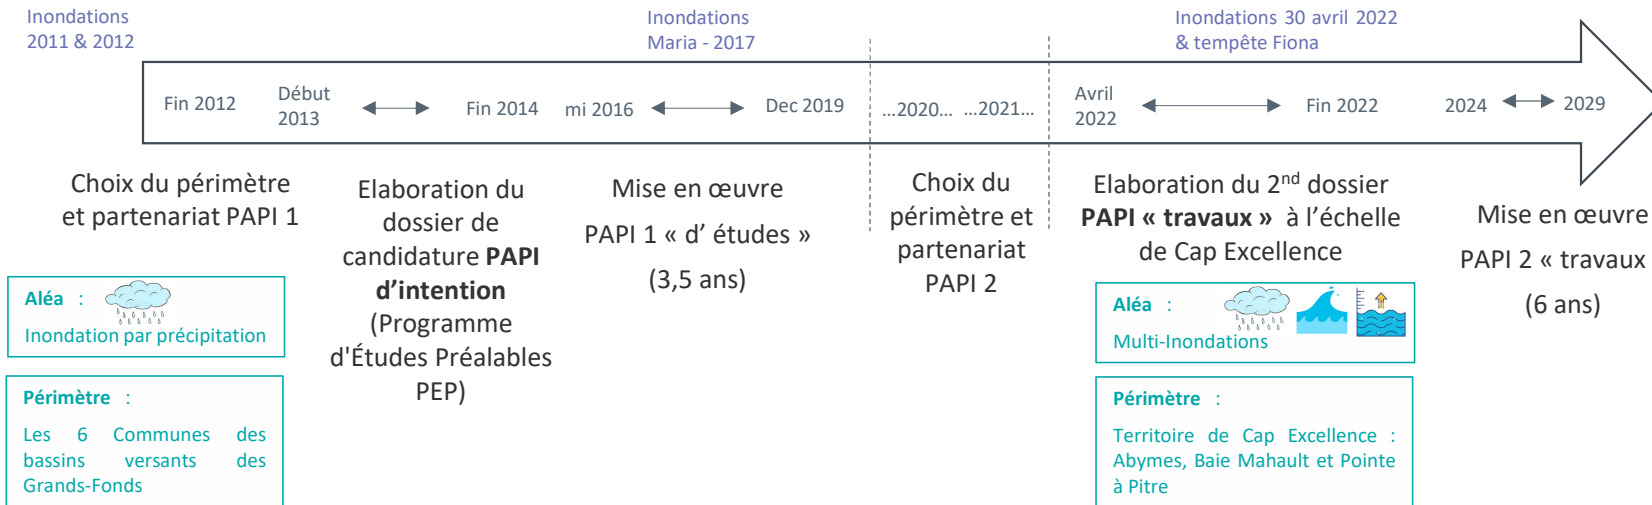 Inondations
2011 & 2012
Inondations
Maria - 2017
Inondations 30 avril 2022
& tempête Fiona
Fin 2012
Début
2013
Fin 2014
mi 2016
Dec 2019
...2020...
...2021...
Avril
2022
Fin 2022
2024
2029
Choix du périmètre
et partenariat PAPI 1
Elaboration du
dossier de
candidature PAPI
d'intention
(Programme
d'Études Préalables
PEP)
Mise en œuvre
PAPI 1 « d' études »
(3,5 ans)
Choix du
périmètre et
partenariat
PAPI 2
Elaboration du 2nd dossier
PAPI « travaux » à l'échelle
de Cap Excellence
Mise en œuvre
PAPI 2 « travaux
(6 ans)
Aléa :
Inondation par précipitation
Périmètre :
Les 6 Communes des
bassins versants des
Grands-Fonds
Aléa :
Multi-Inondations
Périmètre :
Territoire de Cap Excellence :
Abymes, Baie Mahault et Pointe
à Pitre